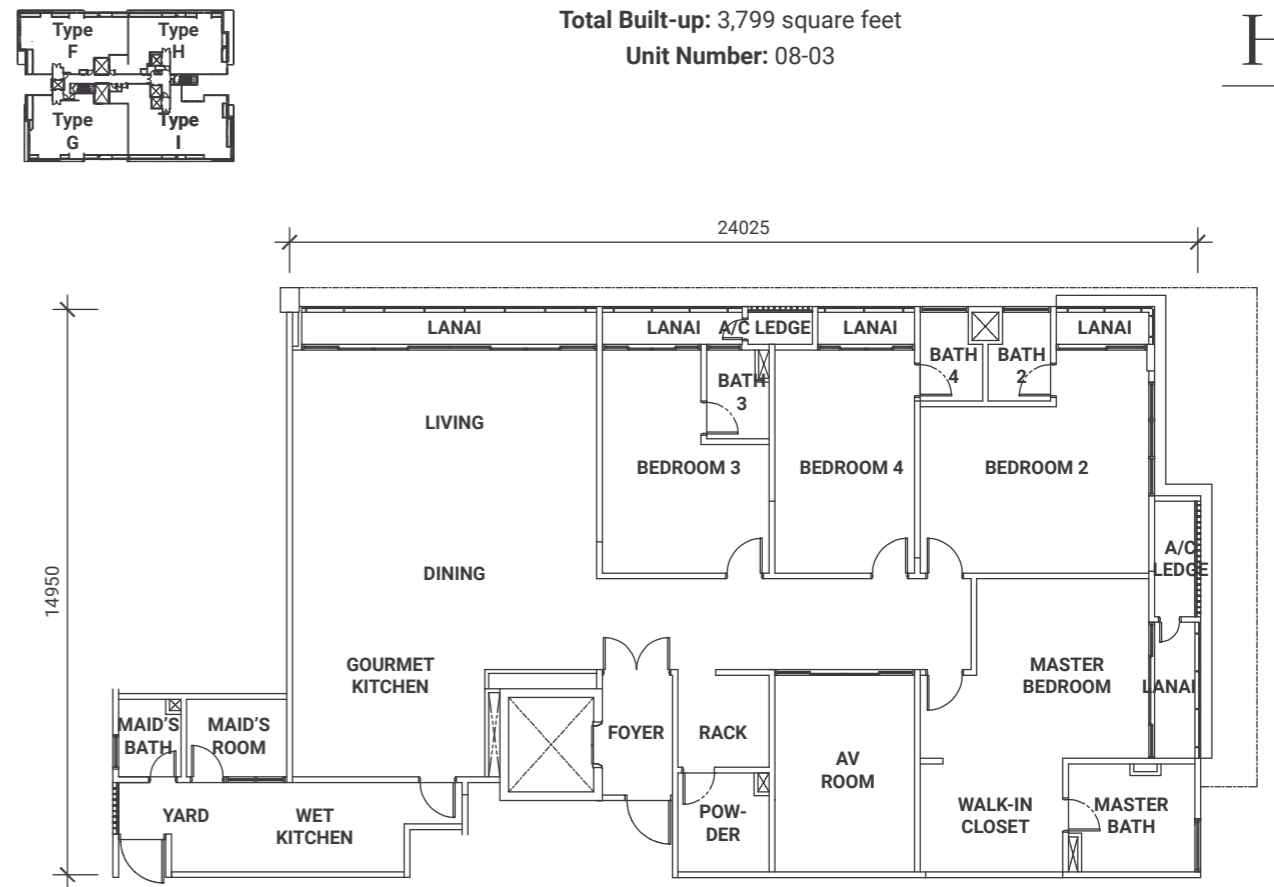 Type
F
Type
H
Type
G
Type
I
Total Built-up: 3,799 square feet
Unit Number: 08-03
24025
14950
LANAI
LANAI
A/C LEDGE
LANAI
LANAI
BATH
4
BATH
2
BATH
3
LIVING
BEDROOM 3
BEDROOM 4
BEDROOM 2
DINING
A/C
LEDGE
GOURMET
KITCHEN
MASTER
BEDROOM
LANAI
MAID'S
BATH
MAID'S
ROOM
FOYER
RACK
AV
ROOM
YARD
WET
KITCHEN
POW-
DER
WALK-IN
CLOSET
MASTER
BATH